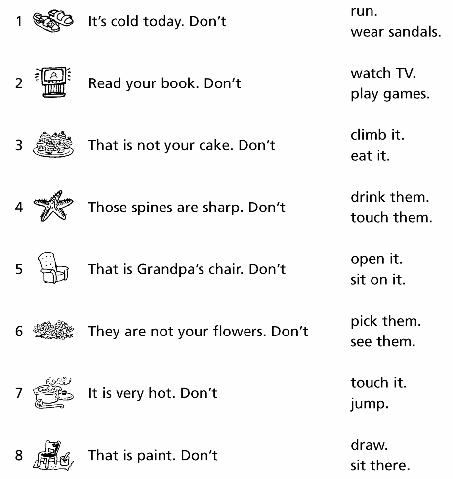 run.
1 It's cold today. Don't
wear sandals.
watch TV.
2 Read your book. Don't
play games.
climb it.
3 That is not your cake. Don't
eat it.
drink them.
4 Those spines are sharp. Don't
touch them.
open it.
5 That is Grandpa's chair. Don't
sit on it.
pick them.
6 They are not your flowers. Don't
see them.
touch it.
7 It is very hot. Don't
jump.
draw.
8 That is paint. Don't
sit there.